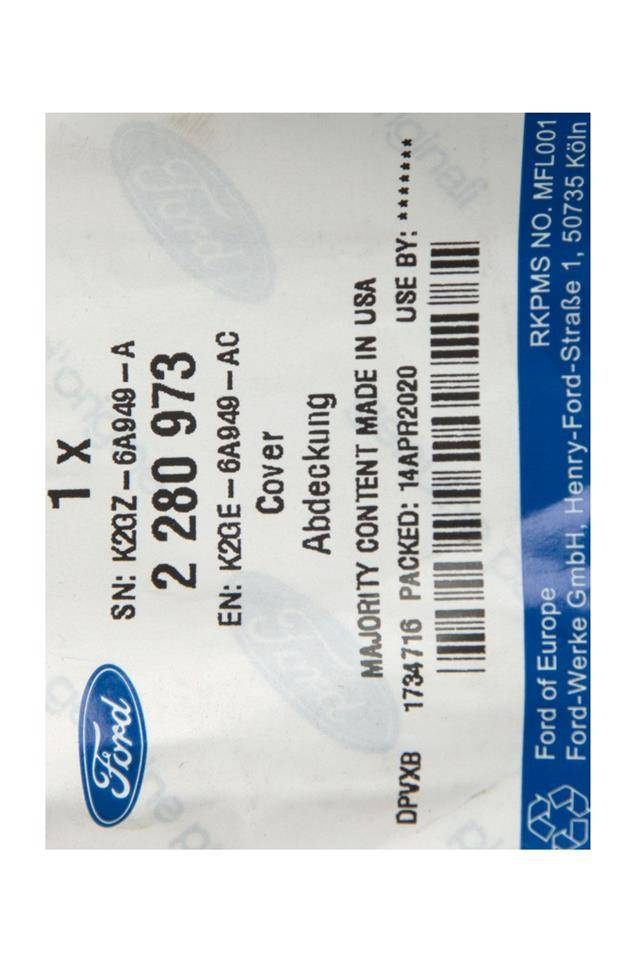 1 x
Ford
SN: K2GZ-6A949-A
2 280 973
EN: K2GE-6A949-AC
Cover
Abdeckung
MAJORITY CONTENT MADE IN USA
DPVXB 1734716 PACKED: 14APR2020 USE BY: *******
Ford of Europe RKPMS NO. MFL001
Ford-Werke GmbH, Henry-Ford-Straße 1, 50735 Köln